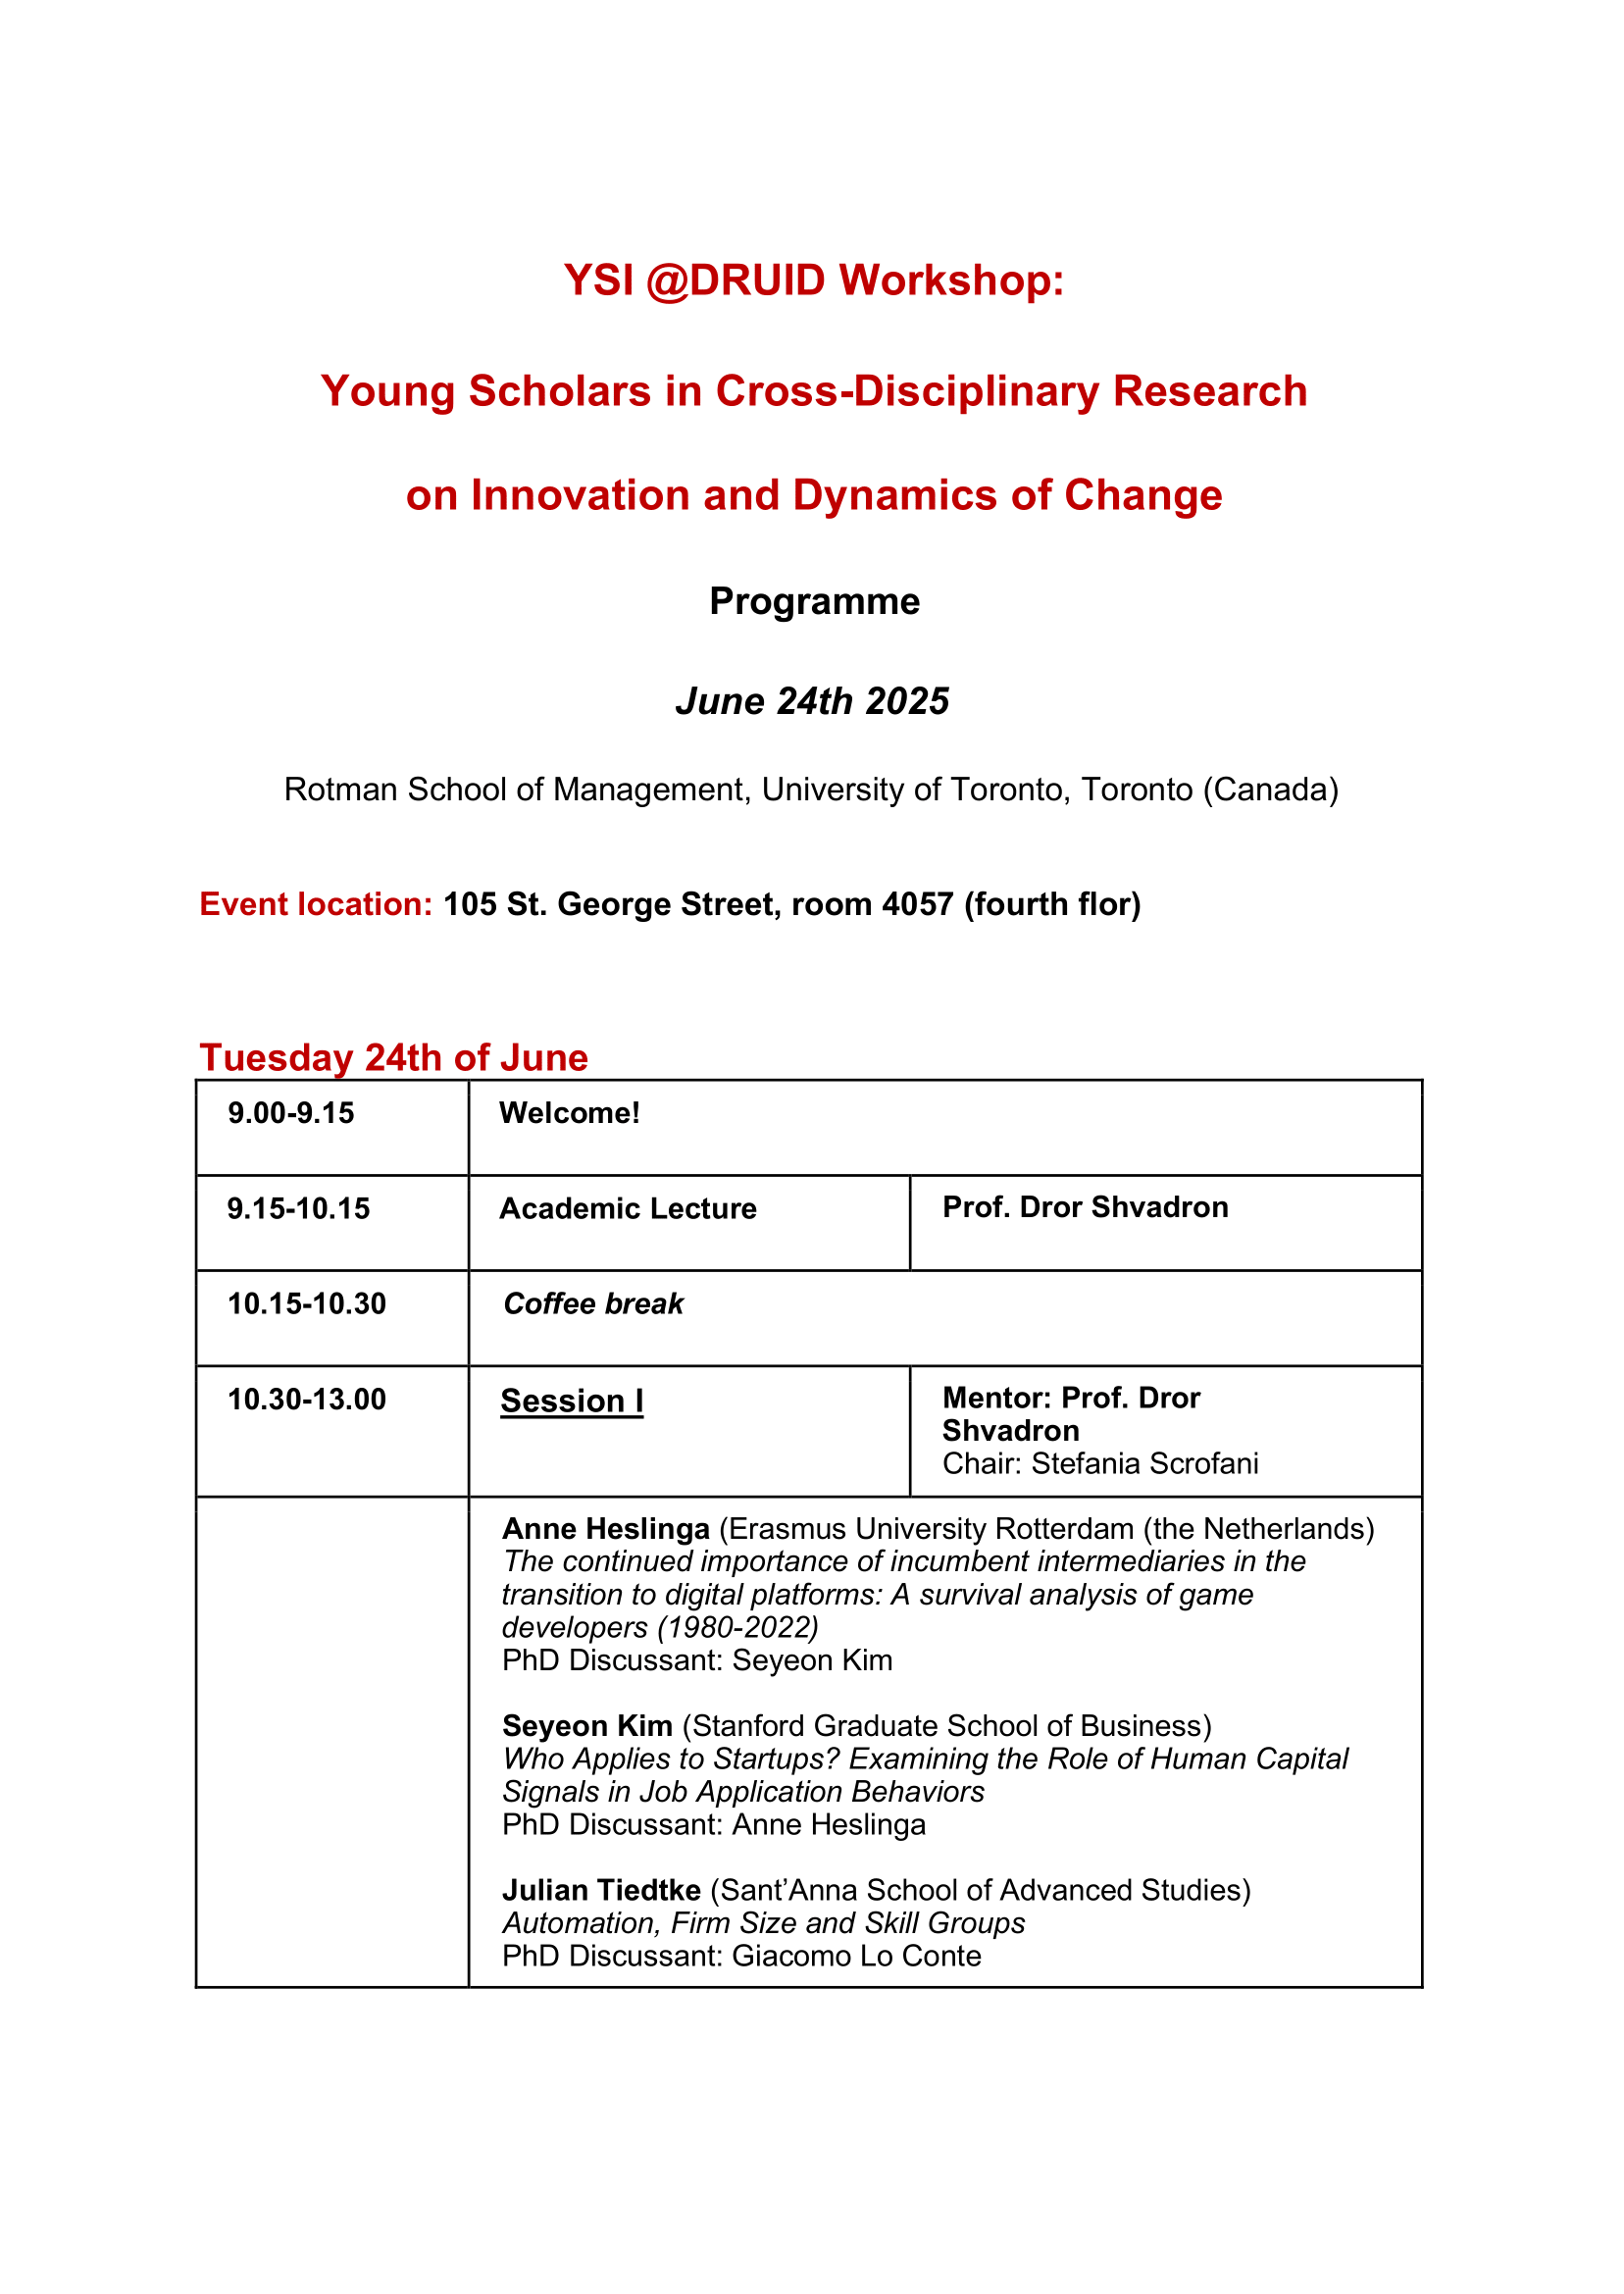 YSI @DRUID Workshop:
Young Scholars in Cross-Disciplinary Research
on Innovation and Dynamics of Change
Programme
June 24th 2025
Rotman School of Management, University of Toronto, Toronto (Canada)
Event location: 105 St. George Street, room 4057 (fourth flor)
Tuesday 24th of June
9.00-9.15 Welcome!
9.15-10.15 Academic Lecture Prof. Dror Shvadron
10.15-10.30 Coffee break
10.30-13.00 Session I Mentor: Prof. Dror
Shvadron
Chair: Stefania Scrofani
Anne Heslinga (Erasmus University Rotterdam (the Netherlands)
The continued importance of incumbent intermediaries in the
transition to digital platforms: A survival analysis of game
developers (1980-2022)
PhD Discussant: Seyeon Kim
Seyeon Kim (Stanford Graduate School of Business)
Who Applies to Startups? Examining the Role of Human Capital
Signals in Job Application Behaviors
PhD Discussant: Anne Heslinga
Julian Tiedtke (Sant’Anna School of Advanced Studies)
Automation, Firm Size and Skill Groups
PhD Discussant: Giacomo Lo Conte